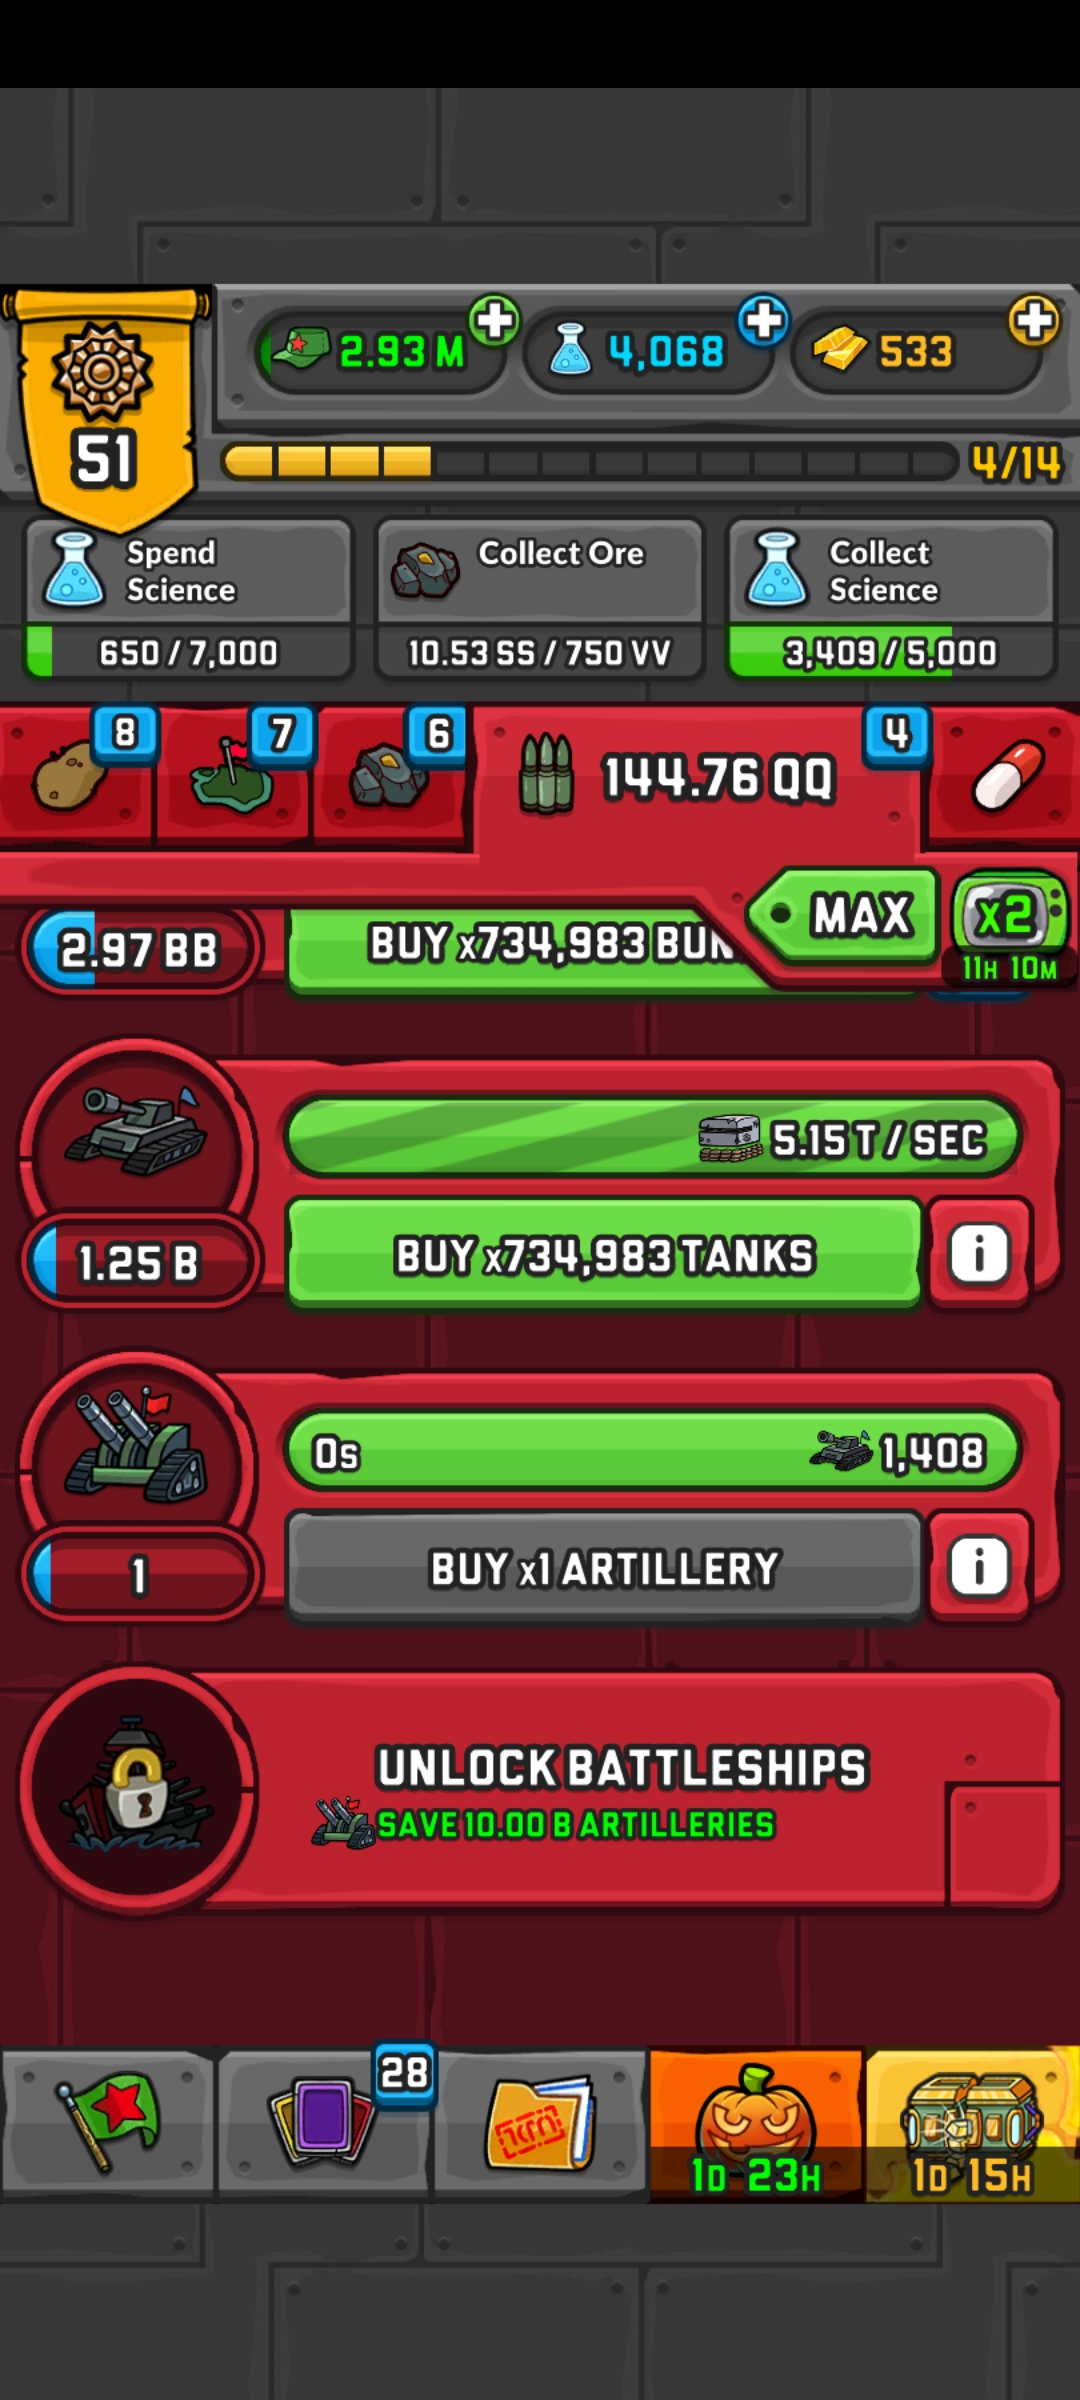 51
2.93 M
4,068
533
4/14
Spend
Science
650 / 7,000
Collect Ore
10.53 SS / 750 VV
Collect
Science
3,409 / 5,000
8
7
6
144.76 QQ
4
MAX
x2
11H 10M
2.97 BB
BUY x734,983 BUN
5.15 T / SEC
1.25 B
BUY x734,983 TANKS
i
0s
1,408
1
BUY x1 ARTILLERY
i
UNLOCK BATTLESHIPS
SAVE 10.00 B ARTILLERIES
28
1D 23H
1D 15H